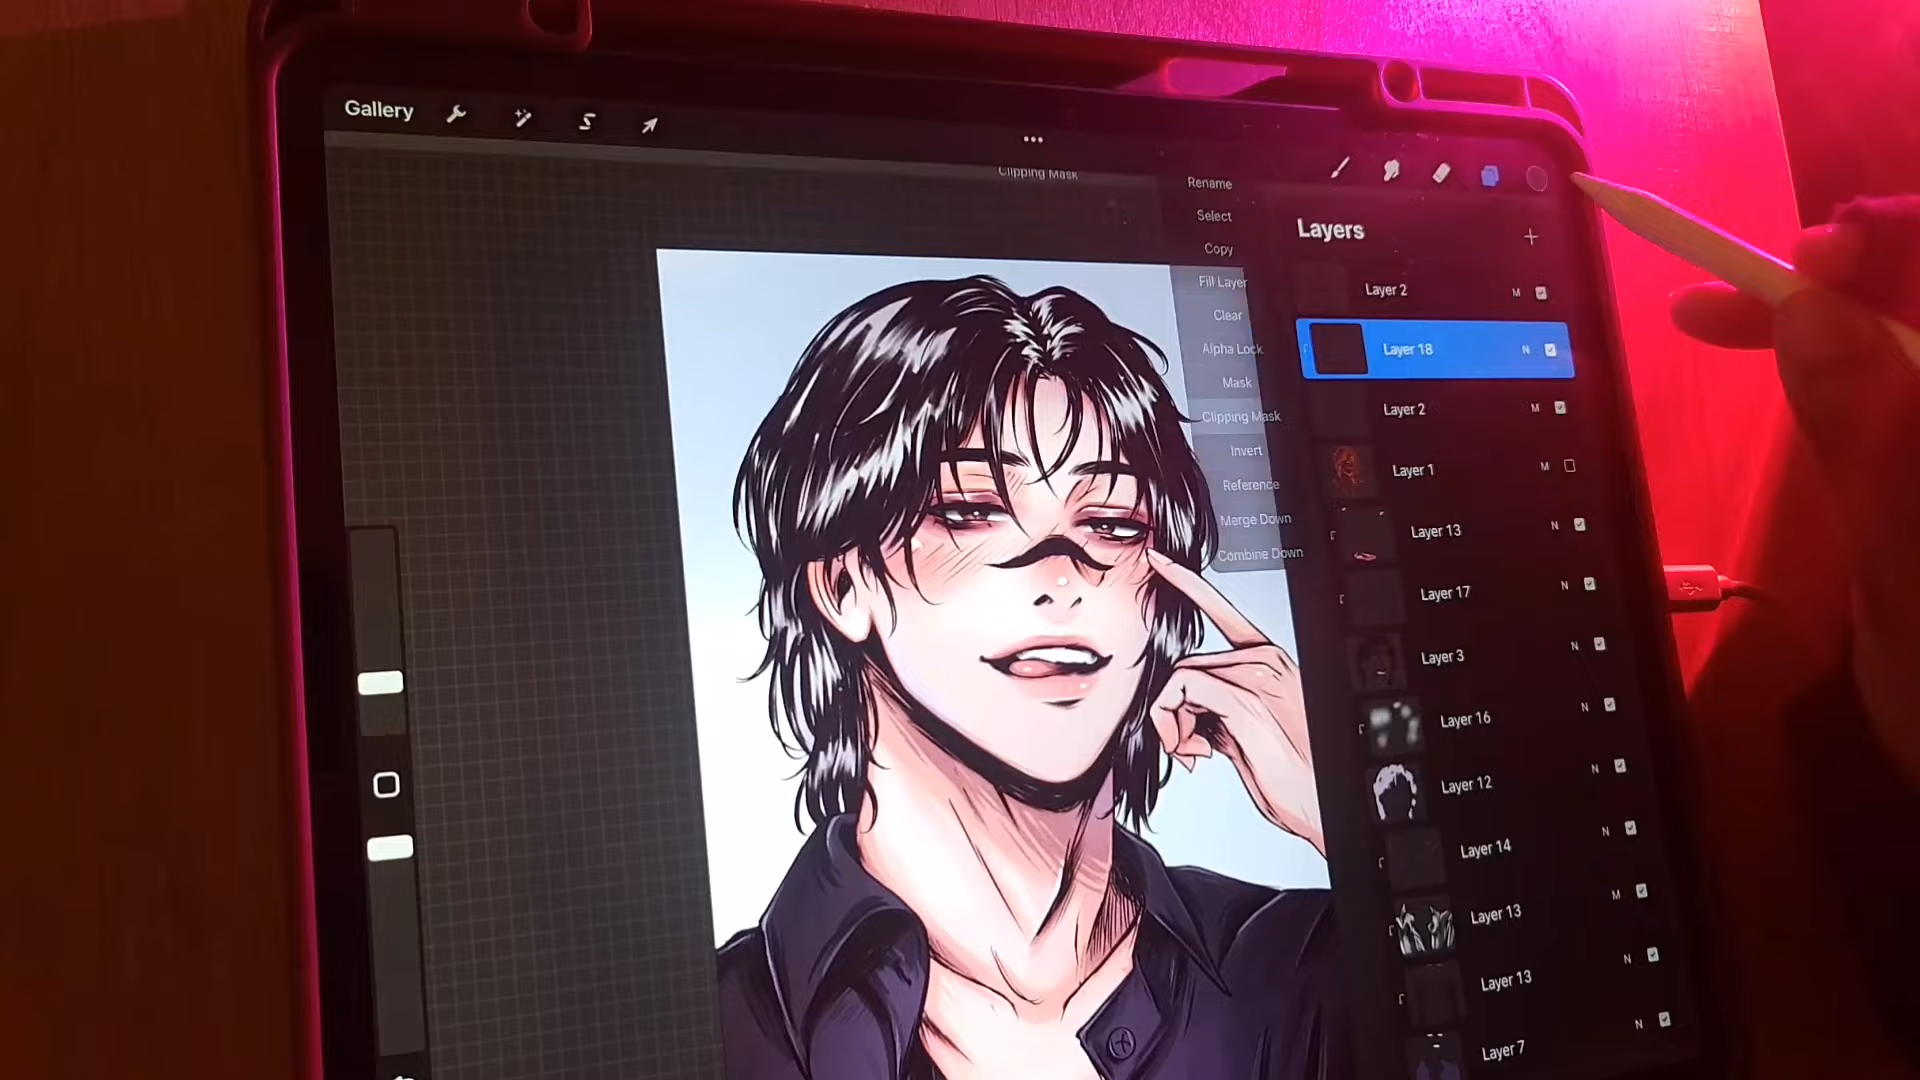 Gallery
Clipping Mask
Rename
Select
Copy
Fill Layer
Clear
Alpha Lock
Mask
Clipping Mask
Invert
Reference
Merge Down
Combine Down
Layers
Layer 2 M
Layer 18 N
Layer 2 M
Layer 1 M
Layer 13 N
Layer 17 N
Layer 3 N
Layer 16 N
Layer 12 N
Layer 14 N
Layer 13 M
Layer 13 N
Layer 7 N